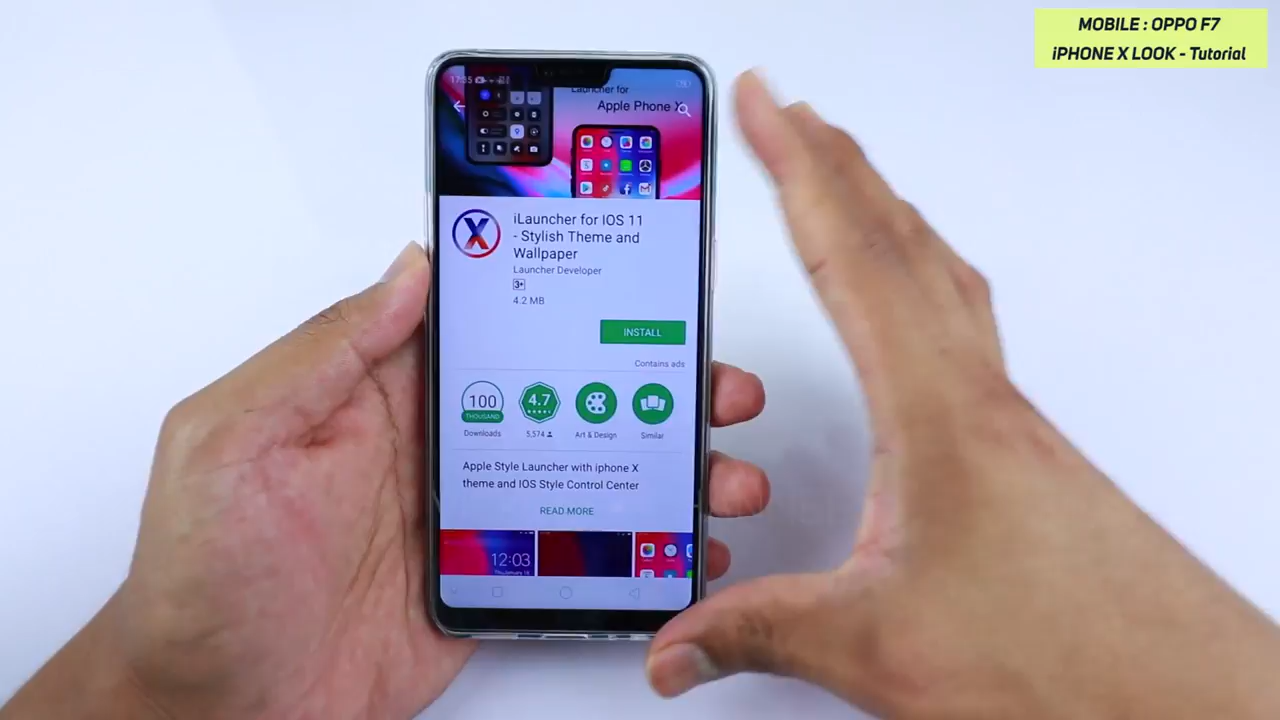 MOBILE : OPPO F7
iPHONE X LOOK - Tutorial
17:35
Launcher for
Apple Phone X
X
iLauncher for IOS 11
- Stylish Theme and
Wallpaper
Launcher Developer
3+
4.2 MB
INSTALL
Contains ads
100
THOUSAND
Downloads
4.7
5,574
Art & Design
Similar
Apple Style Launcher with iphone X
theme and IOS Style Control Center
READ MORE
12:03